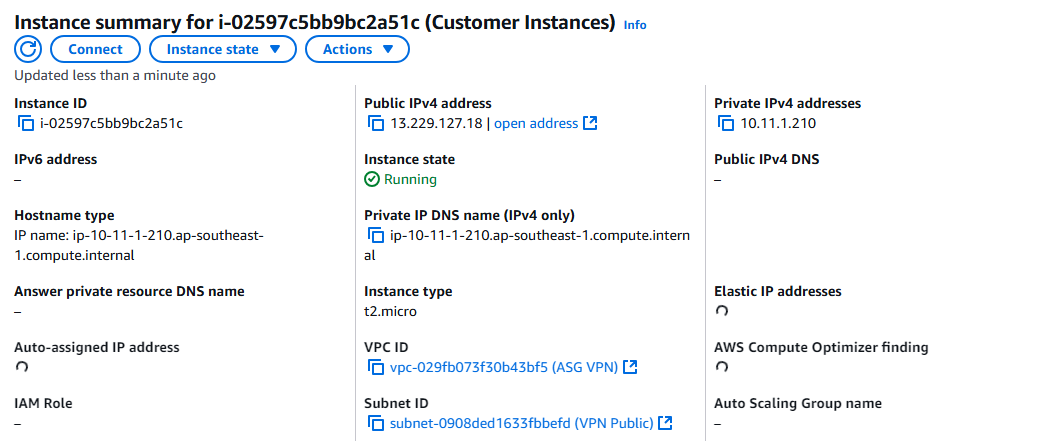 Instance summary for i-02597c5bb9bc2a51c (Customer Instances) Info
Connect Instance state Actions
Updated less than a minute ago
Instance ID
i-02597c5bb9bc2a51c
Public IPv4 address
13.229.127.18 | open address
Private IPv4 addresses
10.11.1.210
IPv6 address
–
Instance state
Running
Public IPv4 DNS
–
Hostname type
IP name: ip-10-11-1-210.ap-southeast-
1.compute.internal
Private IP DNS name (IPv4 only)
ip-10-11-1-210.ap-southeast-1.compute.intern
al
Answer private resource DNS name
–
Instance type
t2.micro
Elastic IP addresses
Auto-assigned IP address
VPC ID
vpc-029fb073f30b43bf5 (ASG VPN)
AWS Compute Optimizer finding
IAM Role
–
Subnet ID
subnet-0908ded1633fbbefd (VPN Public)
Auto Scaling Group name
–